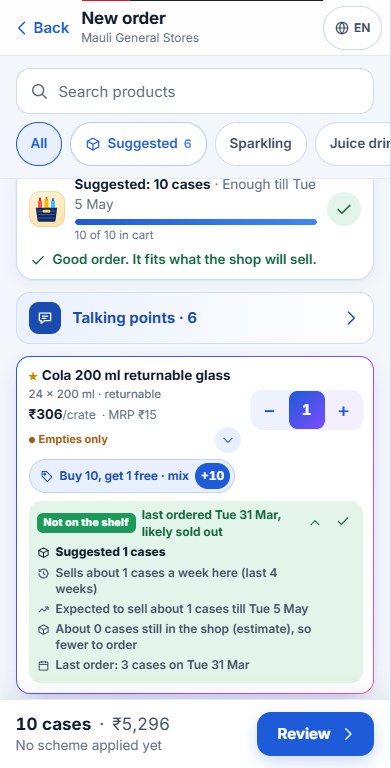 Back
New order
Mauli General Stores
EN
Search products
All
Suggested 6
Sparkling
Juice drin
Suggested: 10 cases · Enough till Tue
5 May
10 of 10 in cart
Good order. It fits what the shop will sell.
Talking points · 6
Cola 200 ml returnable glass
24 × 200 ml · returnable
₹306/crate · MRP ₹15
− 1 +
Empties only
Buy 10, get 1 free · mix +10
Not on the shelf
last ordered Tue 31 Mar,
likely sold out
Suggested 1 cases
Sells about 1 cases a week here (last 4
weeks)
Expected to sell about 1 cases till Tue 5 May
About 0 cases still in the shop (estimate), so
fewer to order
Last order: 3 cases on Tue 31 Mar
10 cases · ₹5,296
No scheme applied yet
Review